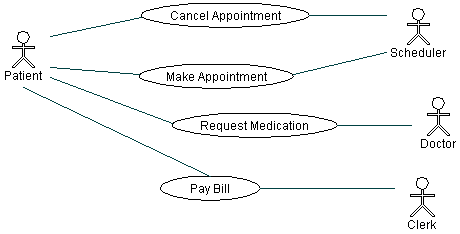 Cancel Appointment
Scheduler
Patient
Make Appointment
Request Medication
Doctor
Pay Bill
Clerk